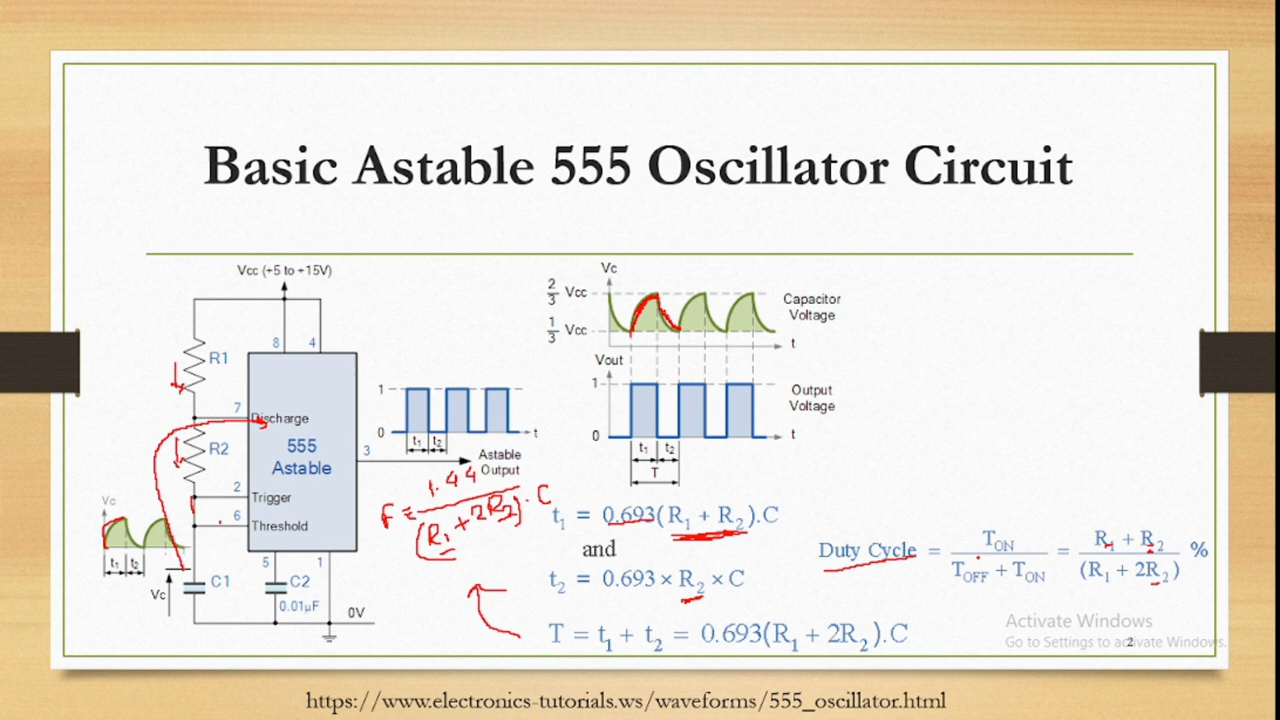 Basic Astable 555 Oscillator Circuit
Vcc (+5 to +15V)
8 4
R1
7
Discharge
R2
555
Astable
2
Trigger
6
Threshold
3
Astable
Output
1
0
t₁ t₂
t
Vc
t₁ t₂
Vc
C1
5 1
C2
0.01µF
0V
Vc
2/3 Vcc
1/3 Vcc
t
Capacitor
Voltage
Vout
1
0
t
Output
Voltage
t₁ t₂
T
F = 1.44 / (R₁ + 2R₂) . C
t₁ = 0.693(R₁ + R₂).C
and
t₂ = 0.693 × R₂ × C
T = t₁ + t₂ = 0.693(R₁ + 2R₂).C
Duty Cycle = T_ON / (T_OFF + T_ON) = (R₁ + R₂) / (R₁ + 2R₂) %
Activate Windows
Go to Settings to activate Windows.
2
https://www.electronics-tutorials.ws/waveforms/555_oscillator.html